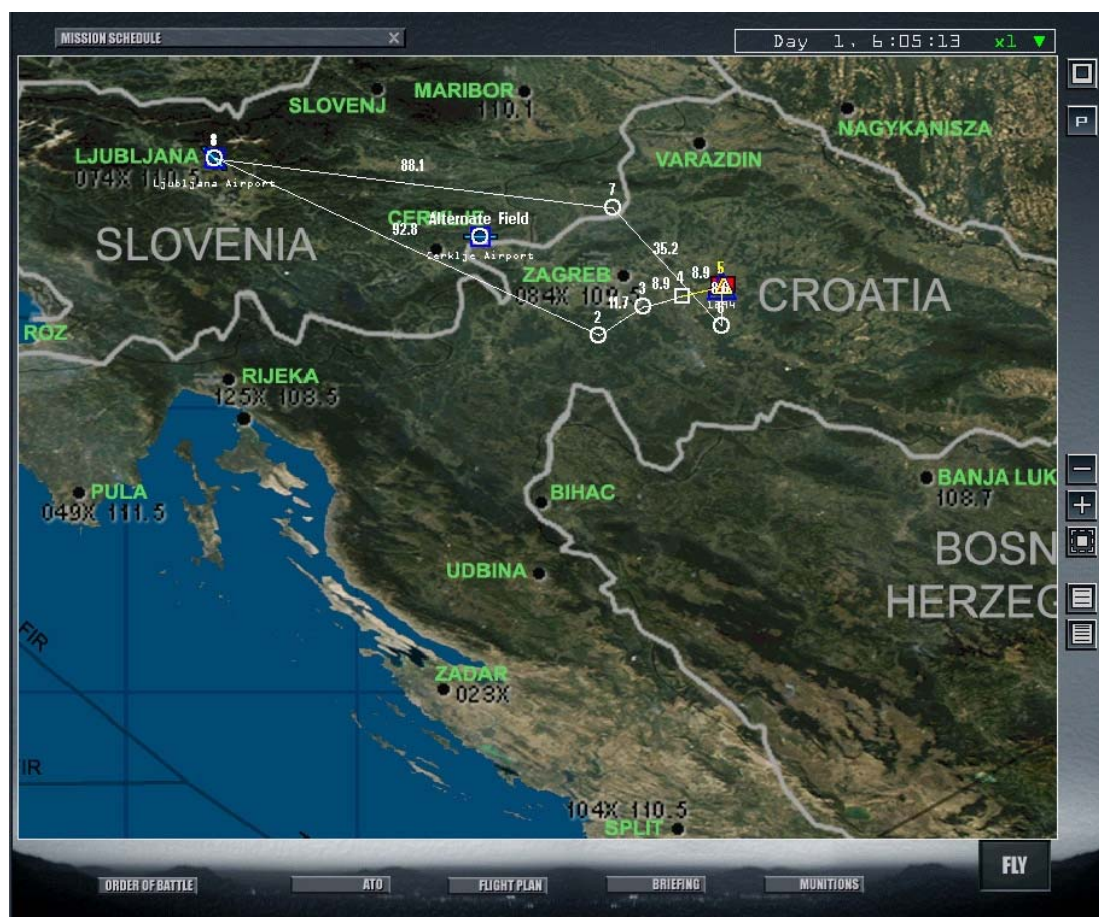 MISSION SCHEDULE
Day 1, 6:05:13 x1
MARIBOR
110.1
SLOVENJ
NAGYKANISZA
P
8
LJUBLJANA
074X 110.5
Ljubljana Airport
VARAZDIN
88.1
7
Alternate Field
92.8
SLOVENIA
Cerklje Airport
35.2
ZAGREB
5
8.9
4
8.9
3
11.7
2
CROATIA
ROZ
RIJEKA
125X 108.5
PULA
049X 111.5
BIHAC
BANJA LUK
108.7
BOSN
HERZEG
UDBINA
FIR
ZADAR
023X
IR
104X 110.5
SPLIT
FLY
ORDER OF BATTLE
ATO
FLIGHT PLAN
BRIEFING
MUNITIONS